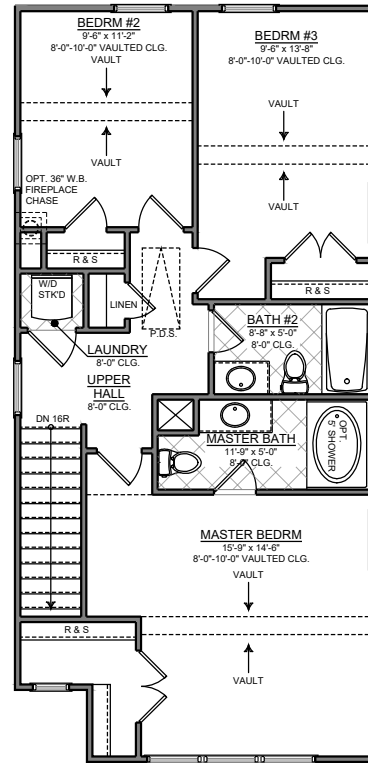 BEDRM #2
9'-6" x 11'-2"
8'-0"-10'-0" VAULTED CLG.
VAULT
VAULT
BEDRM #3
9'-6" x 13'-8"
8'-0"-10'-0" VAULTED CLG.
VAULT
VAULT
OPT. 36" W.B.
FIREPLACE
CHASE
R & S
R & S
W/D
STK'D
LINEN
P.D.S.
LAUNDRY
8'-0" CLG.
BATH #2
8'-8" x 5'-0"
8'-0" CLG.
UPPER
HALL
8'-0" CLG.
DN 16R
MASTER BATH
11'-9" x 5'-0"
8'-0" CLG.
OPT.
5' SHOWER
MASTER BEDRM
15'-9" x 14'-6"
8'-0"-10'-0" VAULTED CLG.
VAULT
VAULT
R & S